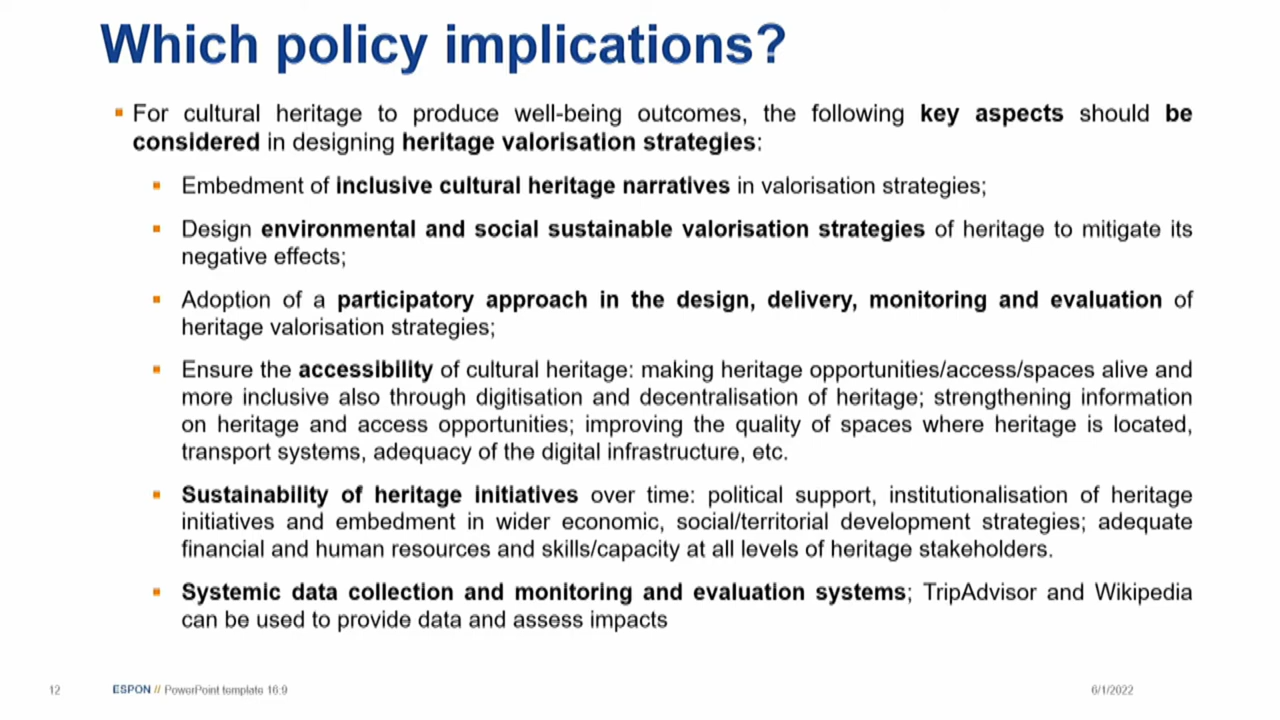 Which policy implications?
For cultural heritage to produce well-being outcomes, the following key aspects should be
considered in designing heritage valorisation strategies:
Embedment of inclusive cultural heritage narratives in valorisation strategies;
Design environmental and social sustainable valorisation strategies of heritage to mitigate its
negative effects;
Adoption of a participatory approach in the design, delivery, monitoring and evaluation of
heritage valorisation strategies;
Ensure the accessibility of cultural heritage: making heritage opportunities/access/spaces alive and
more inclusive also through digitisation and decentralisation of heritage; strengthening information
on heritage and access opportunities; improving the quality of spaces where heritage is located,
transport systems, adequacy of the digital infrastructure, etc.
Sustainability of heritage initiatives over time: political support, institutionalisation of heritage
initiatives and embedment in wider economic, social/territorial development strategies; adequate
financial and human resources and skills/capacity at all levels of heritage stakeholders.
Systemic data collection and monitoring and evaluation systems; TripAdvisor and Wikipedia
can be used to provide data and assess impacts
12 ESPON // PowerPoint template 16:9 6/1/2022